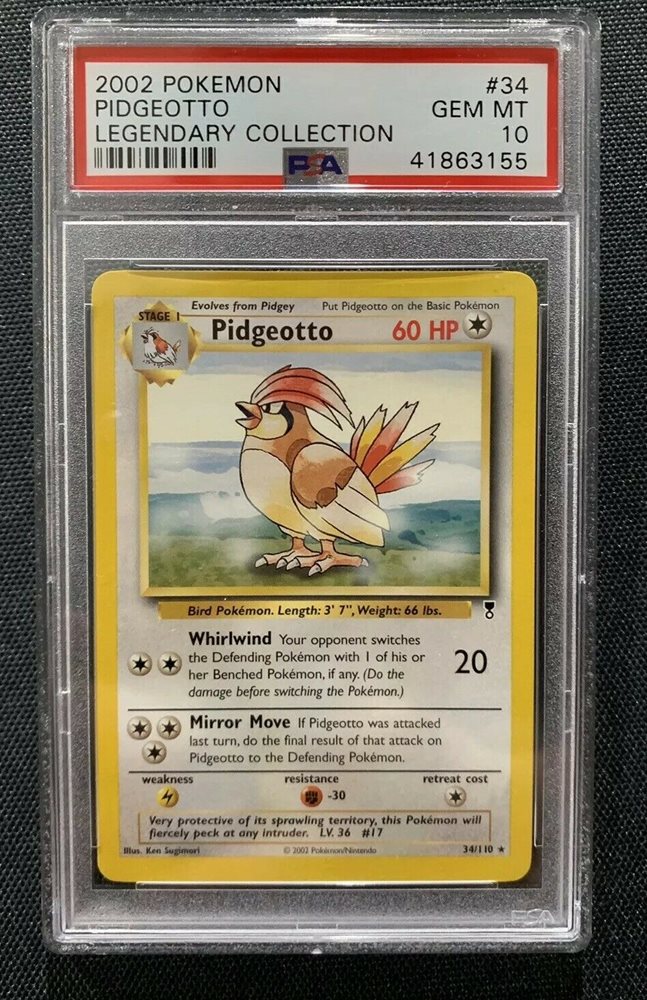 2002 POKEMON #34
PIDGEOTTO GEM MT
LEGENDARY COLLECTION 10
PSA 41863155
Evolves from Pidgey Put Pidgeotto on the Basic Pokémon
STAGE 1 Pidgeotto 60 HP
Bird Pokémon. Length: 3' 7", Weight: 66 lbs.
Whirlwind Your opponent switches
the Defending Pokémon with 1 of his or
her Benched Pokémon, if any. (Do the
damage before switching the Pokémon.)
20
Mirror Move If Pidgeotto was attacked
last turn, do the final result of that attack on
Pidgeotto to the Defending Pokémon.
weakness resistance retreat cost
-30
Very protective of its sprawling territory, this Pokémon will
fiercely peck at any intruder. LV. 36 #17
Illus. Ken Sugimori © 2002 Pokémon/Nintendo 34/110 ★
PSA